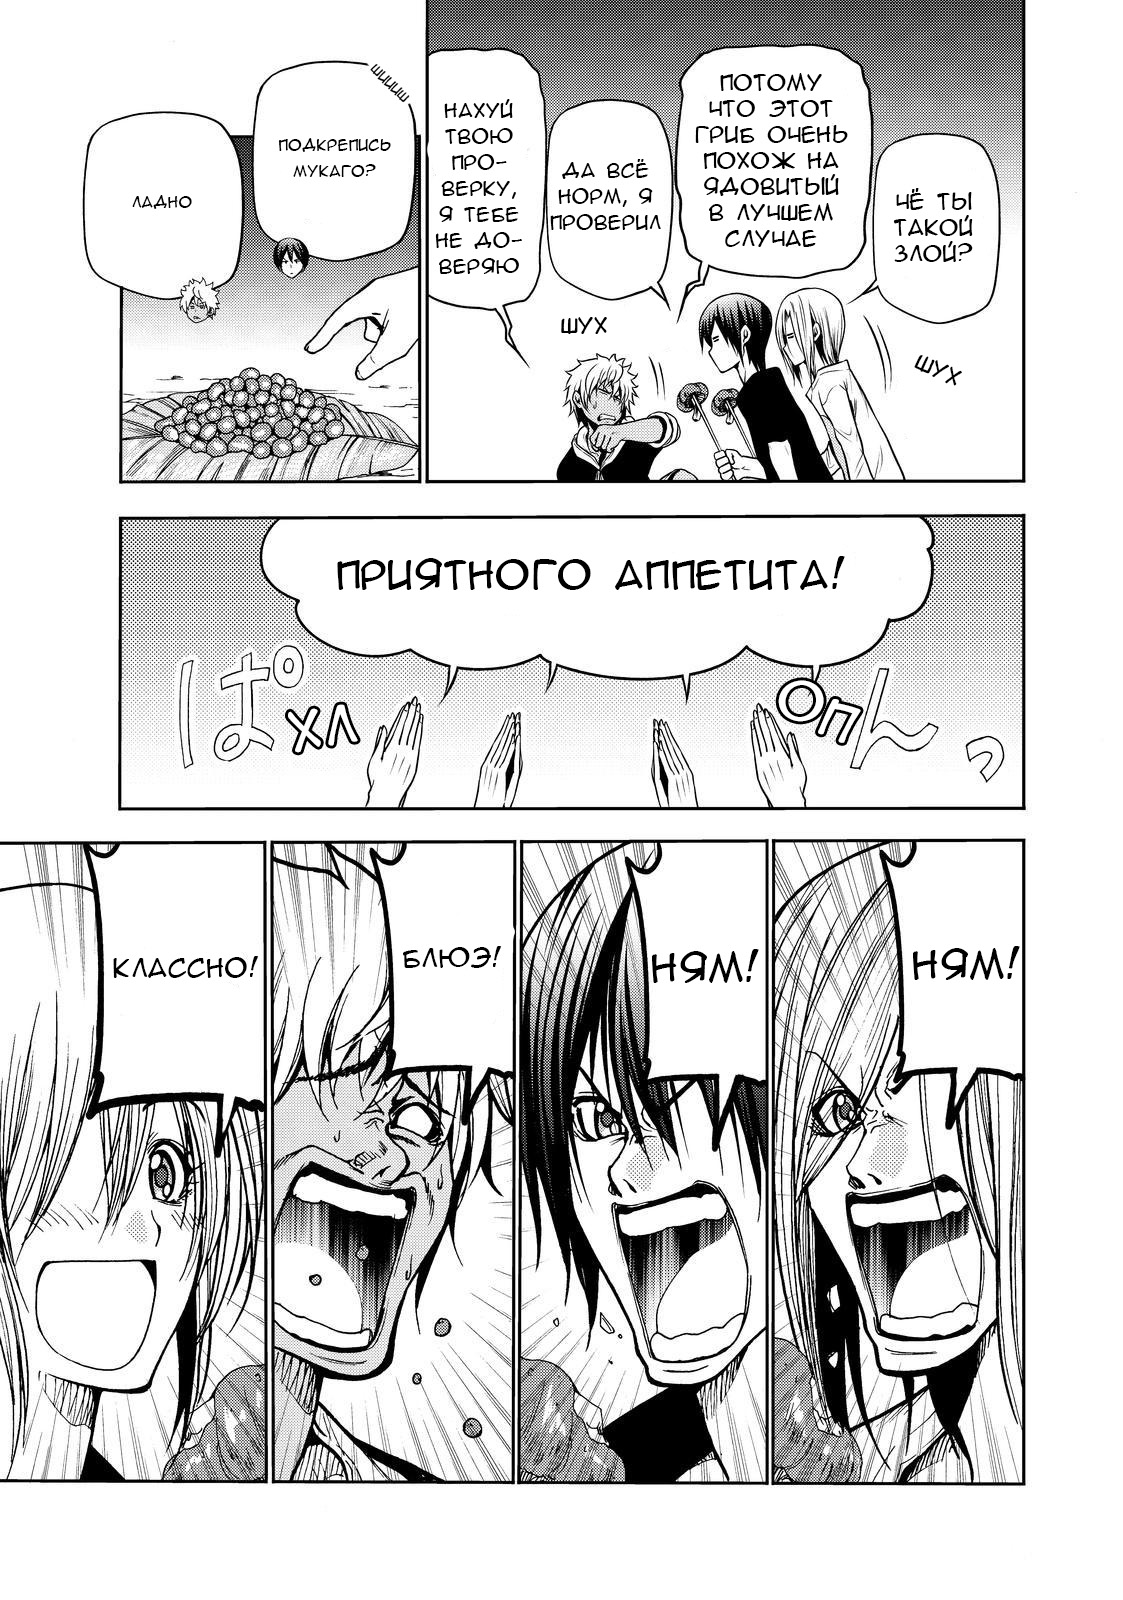 ЧЁ ТЫ
ТАКОЙ
ЗЛОЙ?
ПОТОМУ
ЧТО ЭТОТ
ГРИБ ОЧЕНЬ
ПОХОЖ НА
ЯДОВИТЫЙ
В ЛУЧШЕМ
СЛУЧАЕ
ДА ВСЁ
НОРМ, Я
ПРОВЕРИЛ
НАХУЙ
ТВОЮ
ПРО-
ВЕРКУ,
Я ТЕБЕ
НЕ ДО-
ВЕРЯЮ
ШУХ
ШУХ
ШШШШ
ПОДКРЕПИСЬ
МУКАГО?
ЛАДНО
ПРИЯТНОГО АППЕТИТА!
ぱんっ
ХЛ
ОП
НЯМ!
НЯМ!
БЛЮЭ!
КЛАССНО!